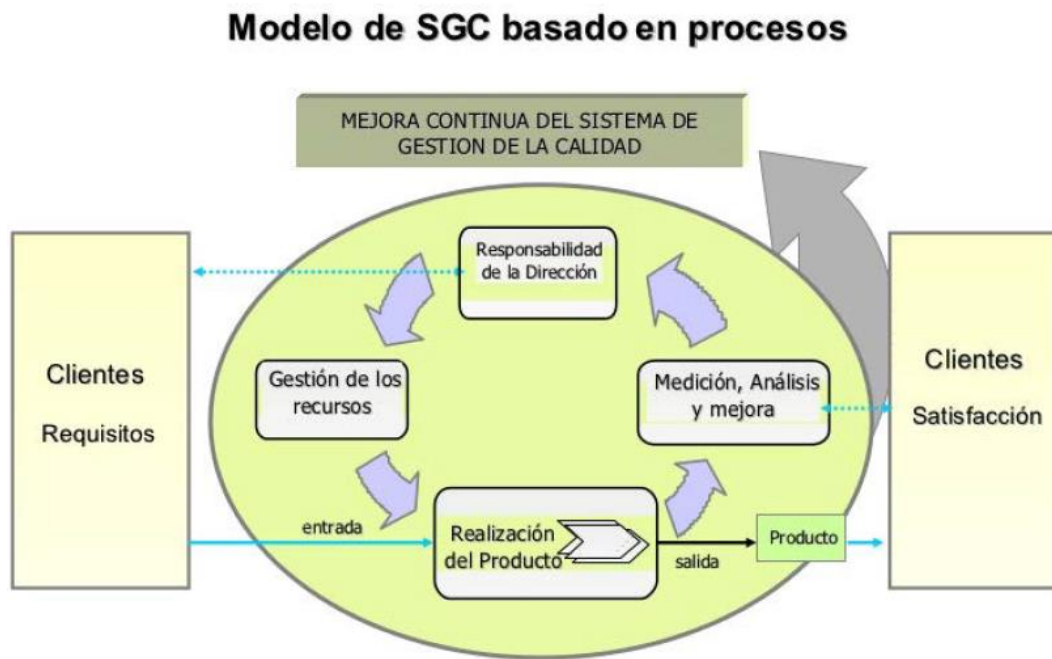 Modelo de SGC basado en procesos
MEJORA CONTINUA DEL SISTEMA DE
GESTION DE LA CALIDAD
Responsabilidad
de la Dirección
Clientes
Requisitos
Gestión de los
recursos
Medición, Análisis
y mejora
Clientes
Satisfacción
entrada
Realización
del Producto
salida
Producto